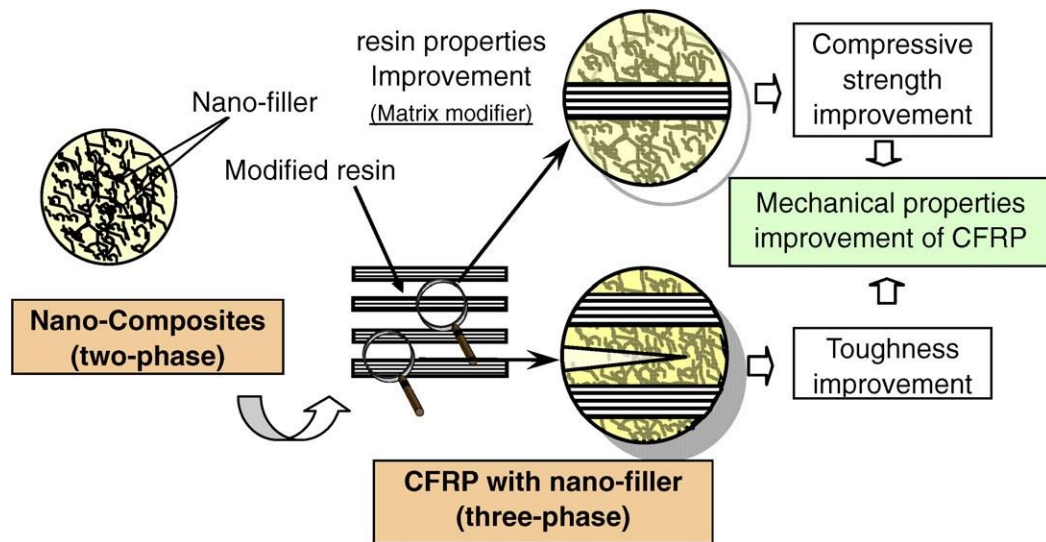 Nano-filler
Modified resin
Nano-Composites
(two-phase)
resin properties
Improvement
(Matrix modifier)
CFRP with nano-filler
(three-phase)
Compressive
strength
improvement
Mechanical properties
improvement of CFRP
Toughness
improvement